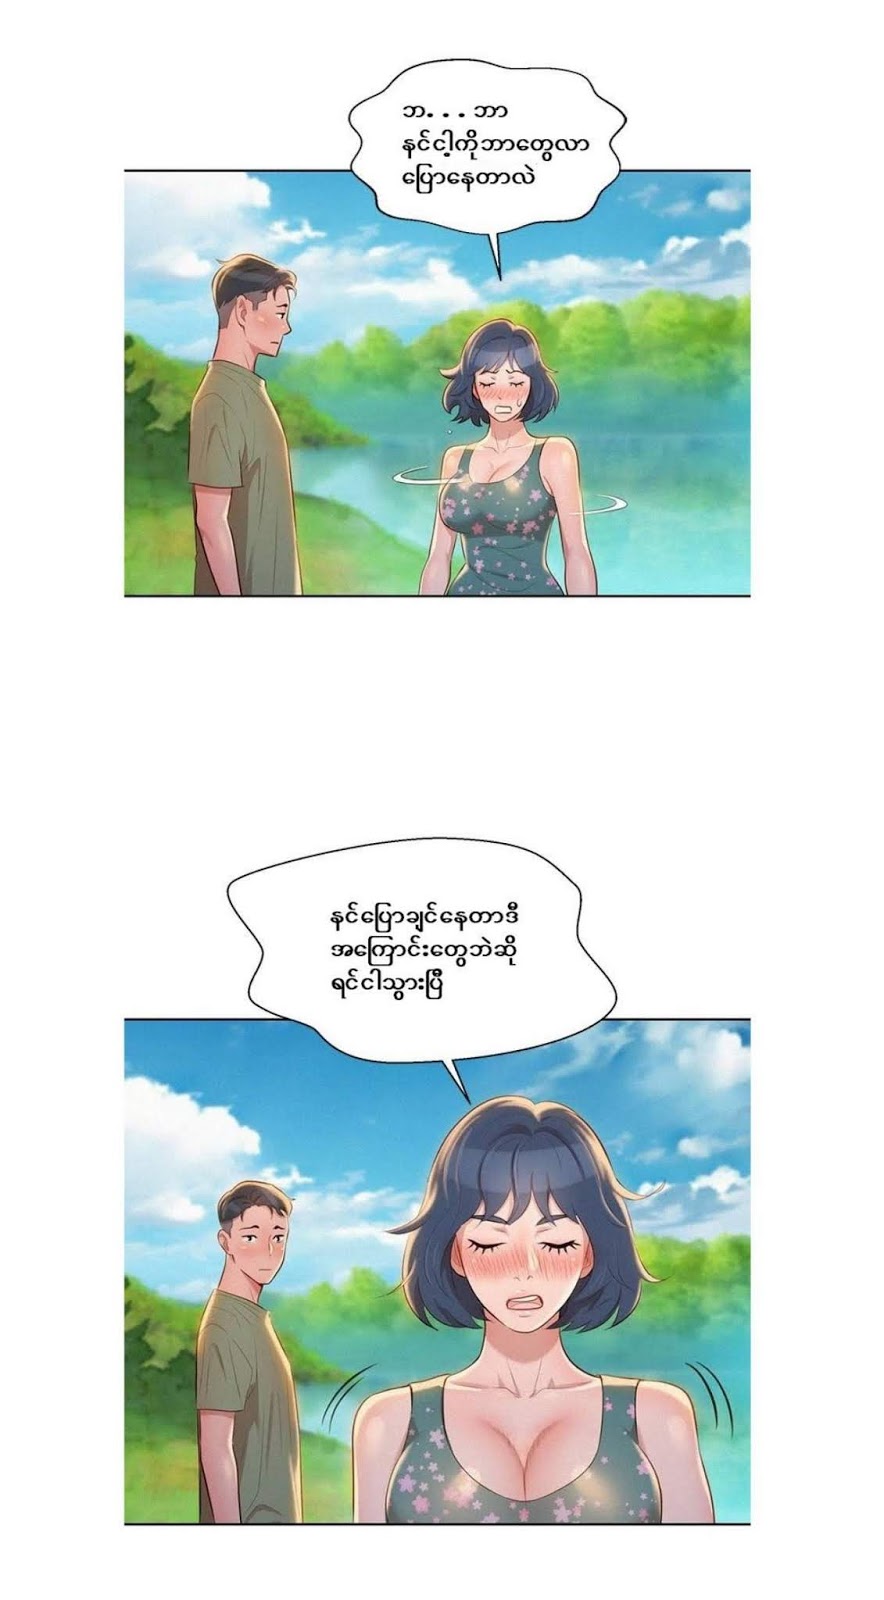 ဘ. . . ဘာ
နင်ငါ့ကိုဘာတွေလာ
ပြောနေတာလဲ
နင်ပြောချင်နေတာဒီ
အကြောင်းတွေဘဲဆို
ရင်ငါသွားပြီ